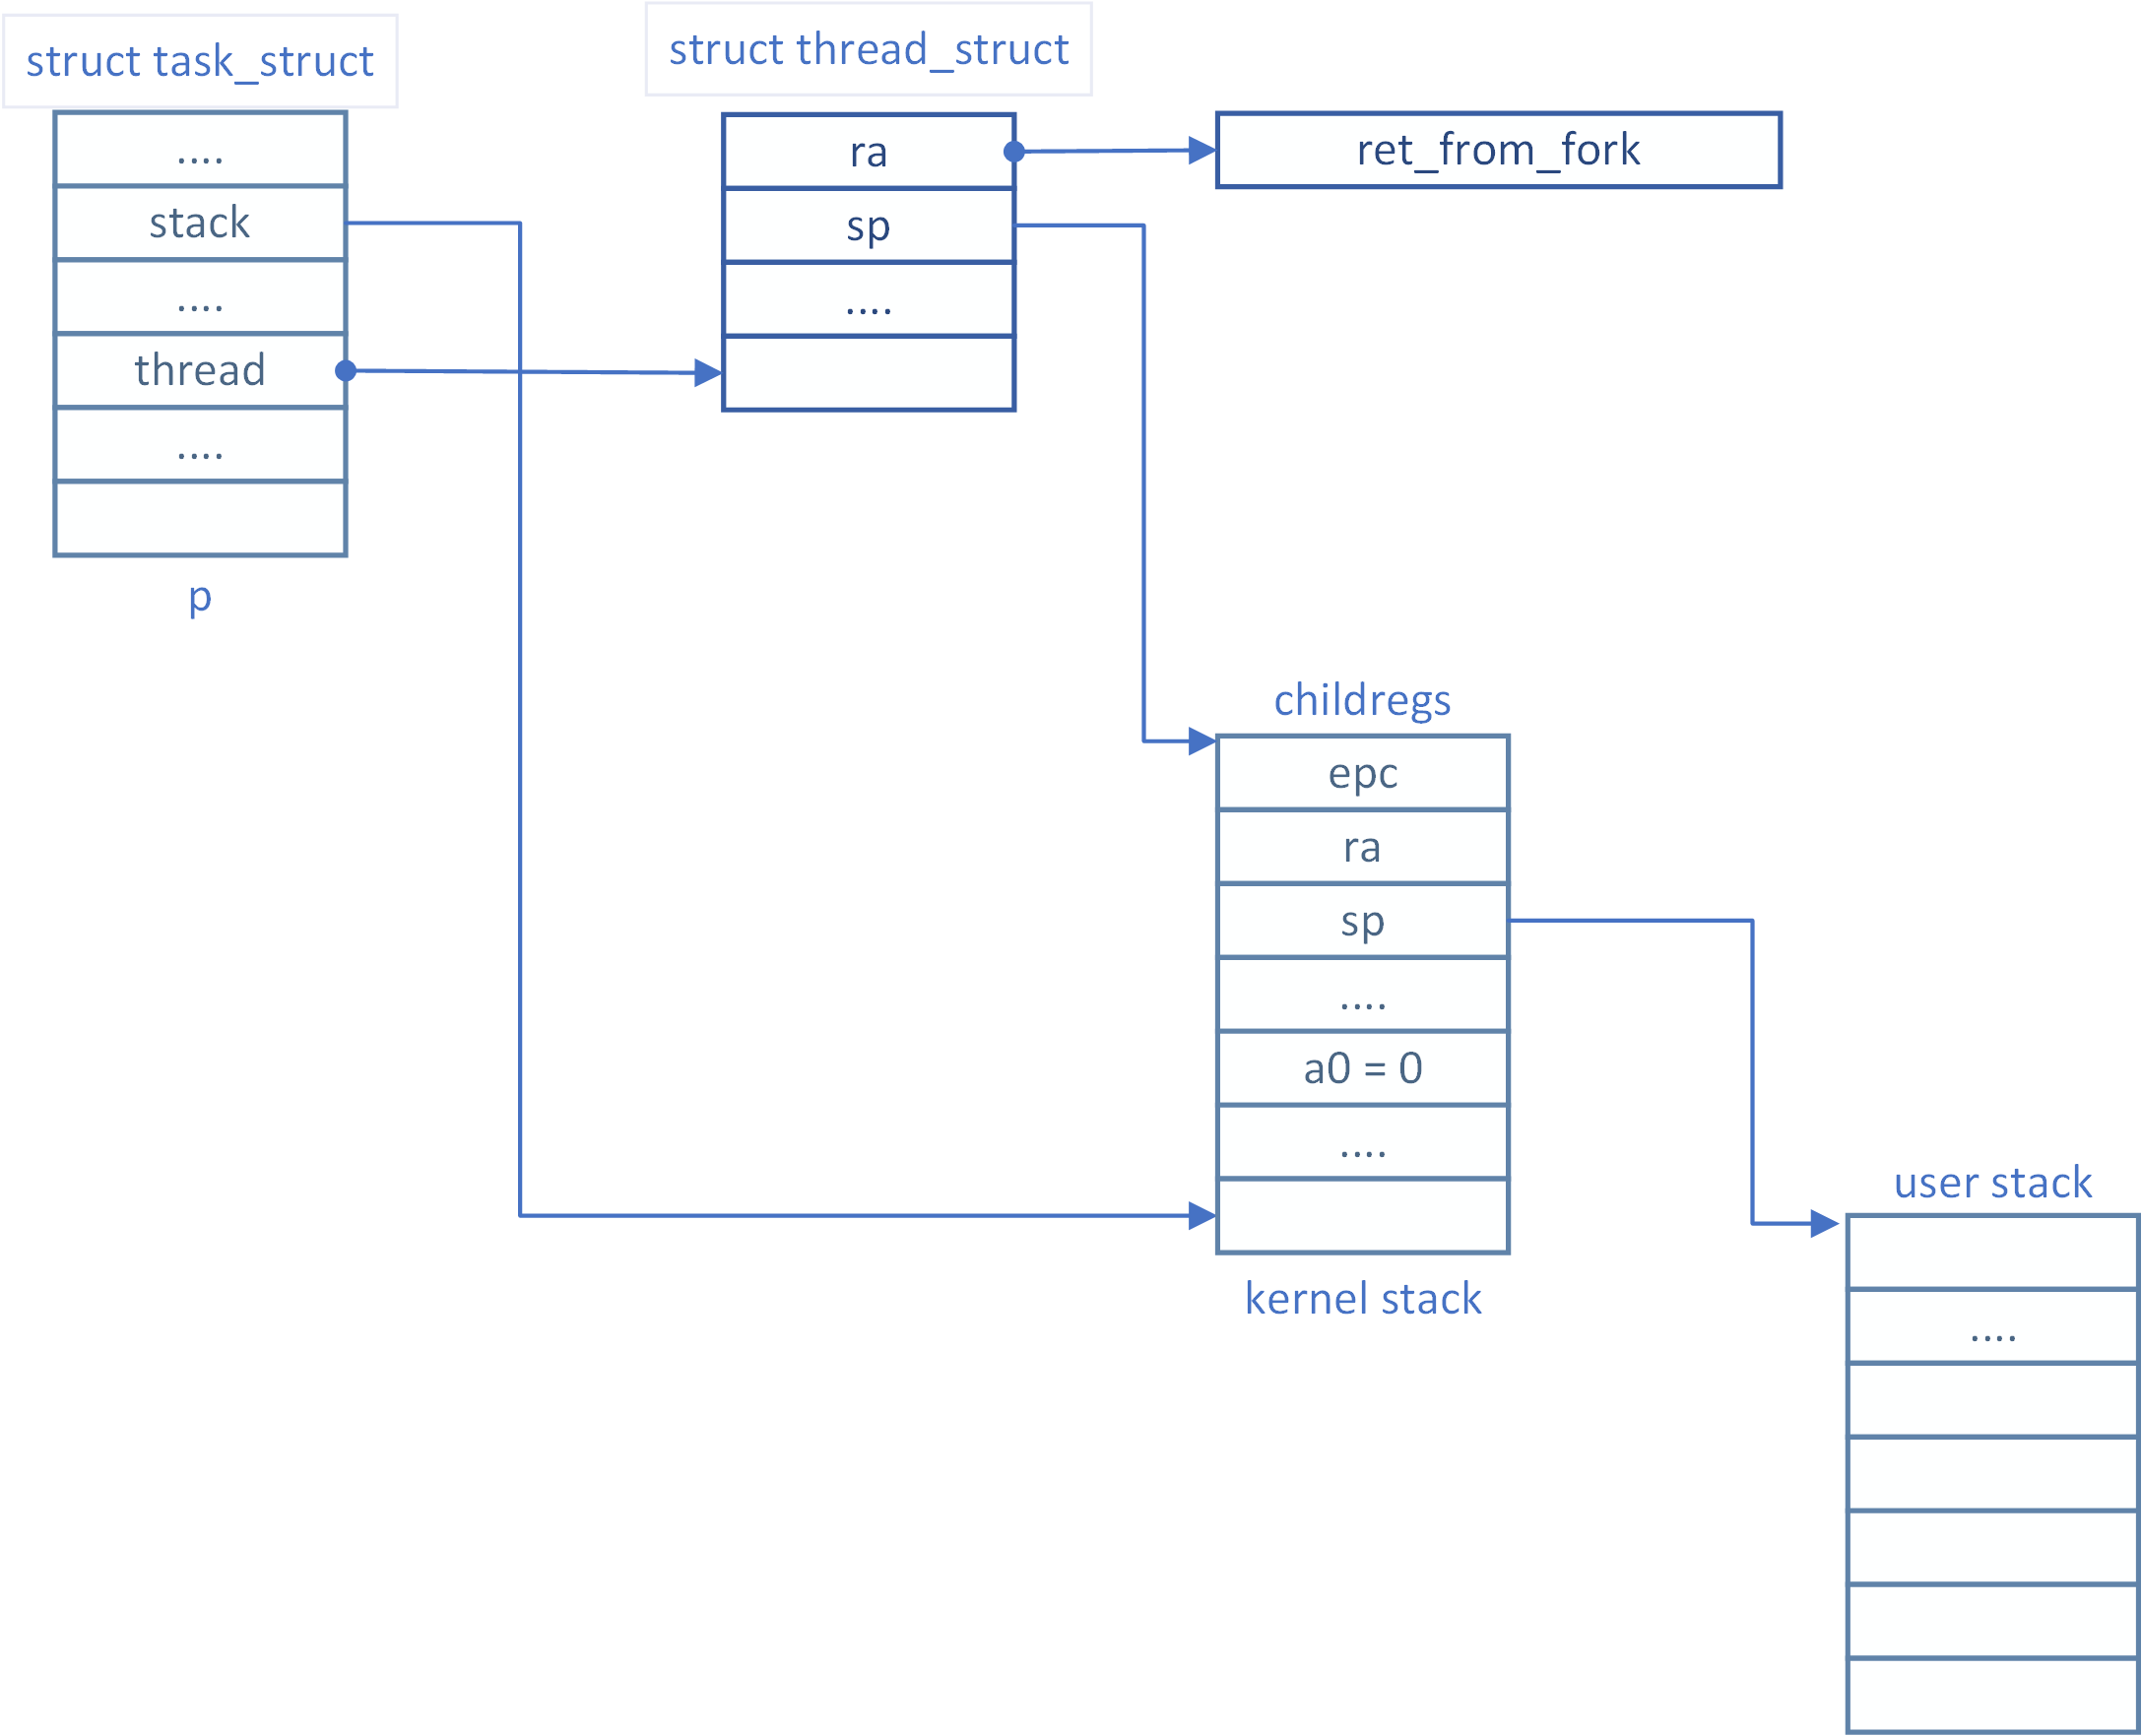 struct task_struct
....
stack
....
thread
....
p
struct thread_struct
ra
sp
....
ret_from_fork
childregs
epc
ra
sp
....
a0 = 0
....
kernel stack
user stack
....